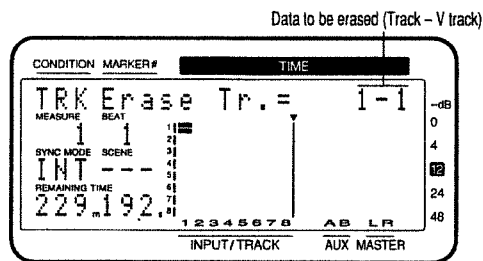 Data to be erased (Track – V track)
CONDITION MARKER# TIME
TRK Erase Tr.= 1-1
MEASURE BEAT
1 1
SYNC MODE SCENE
INT ---
REMAINING TIME
229m192.
1
2
3
4
5
6
7
8
1 2 3 4 5 6 7 8 AB LR
INPUT/TRACK AUX MASTER
–dB
0
4
12
24
48